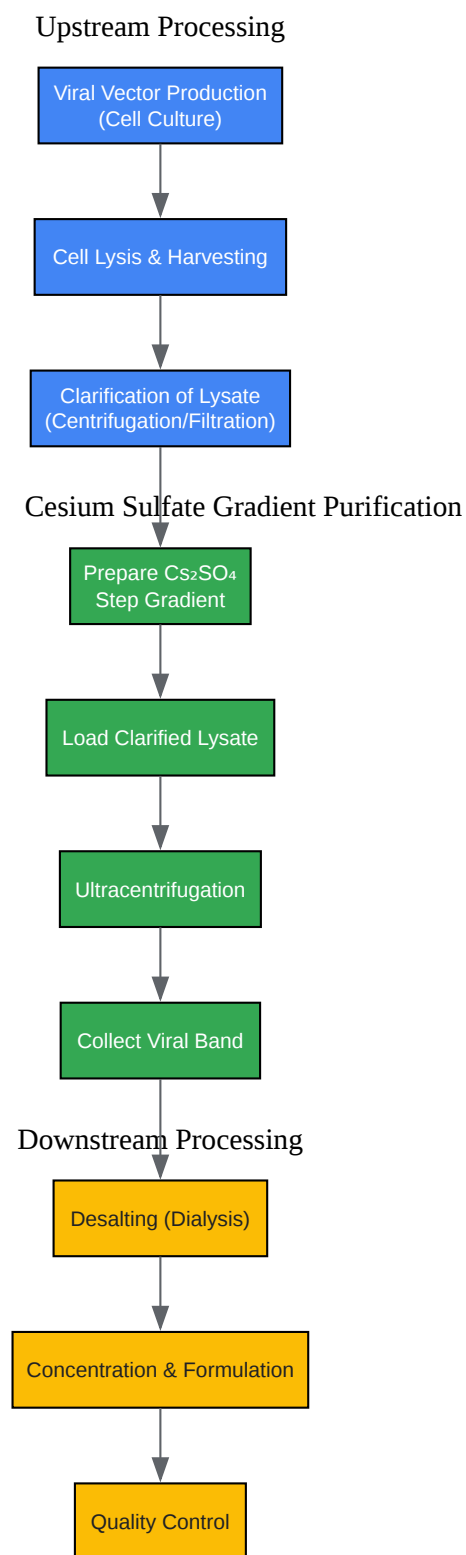 Upstream Processing
Viral Vector Production
(Cell Culture)
Cell Lysis & Harvesting
Clarification of Lysate
(Centrifugation/Filtration)
Cesium Sulfate Gradient Purification
Prepare Cs₂SO₄
Step Gradient
Load Clarified Lysate
Ultracentrifugation
Collect Viral Band
Downstream Processing
Desalting (Dialysis)
Concentration & Formulation
Quality Control